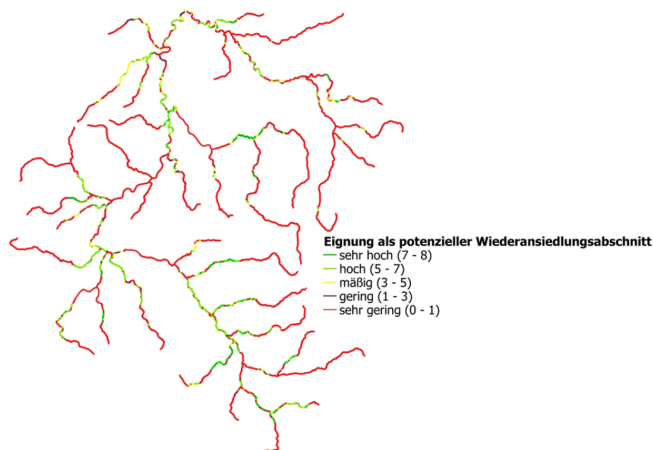 Eignung als potenzieller Wiederansiedlungsabschnitt
sehr hoch (7 - 8)
hoch (5 - 7)
mäßig (3 - 5)
gering (1 - 3)
sehr gering (0 - 1)